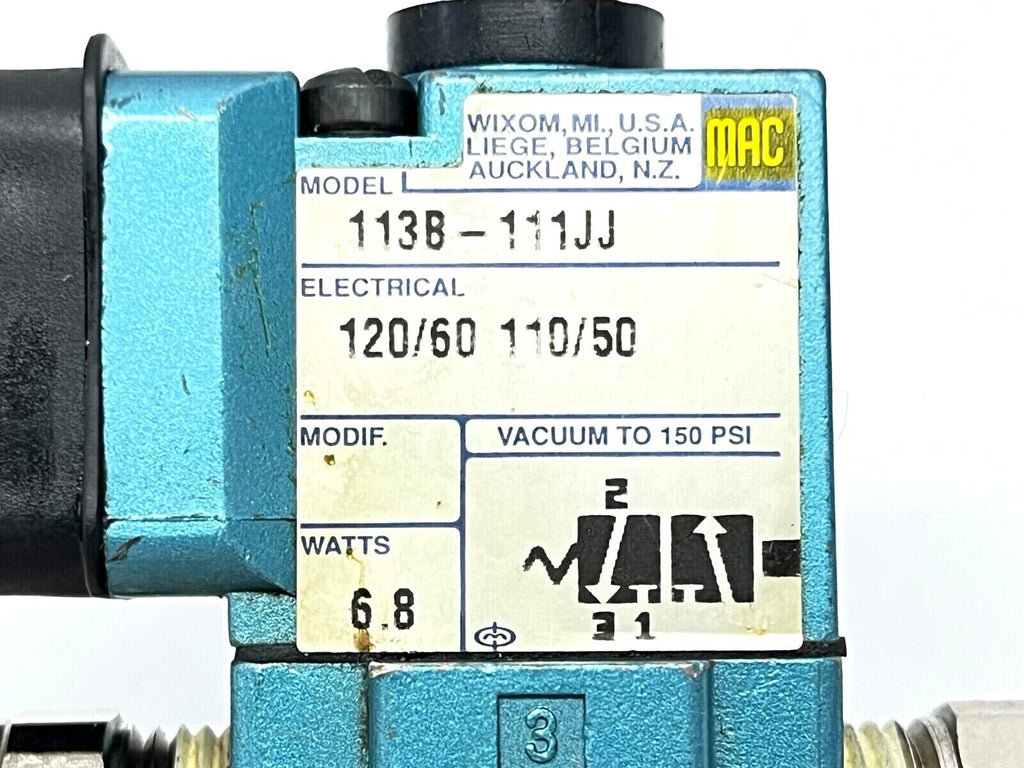 WIXOM, MI., U.S.A.
LIEGE, BELGIUM
AUCKLAND, N.Z.
MAC
MODEL
113B-111JJ
ELECTRICAL
120/60 110/50
MODIF.
VACUUM TO 150 PSI
2
WATTS
6.8
3 1
3